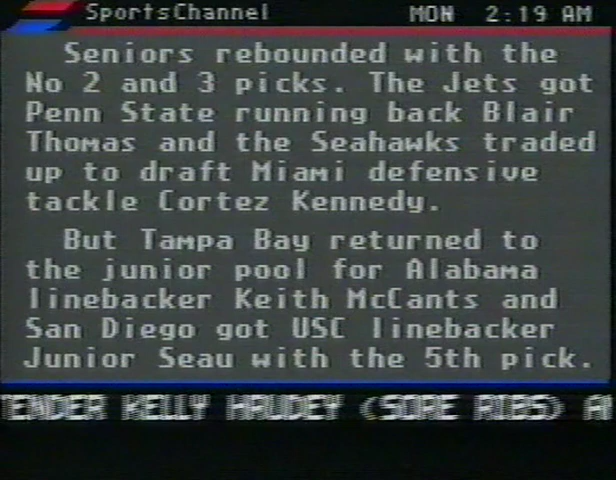 SportsChannel MON 2:19 AM
Seniors rebounded with the
No 2 and 3 picks. The Jets got
Penn State running back Blair
Thomas and the Seahawks traded
up to draft Miami defensive
tackle Cortez Kennedy.
But Tampa Bay returned to
the junior pool for Alabama
linebacker Keith McCants and
San Diego got USC linebacker
Junior Seau with the 5th pick.
TENDER KELLY HRUDEY (SORE RIBS)